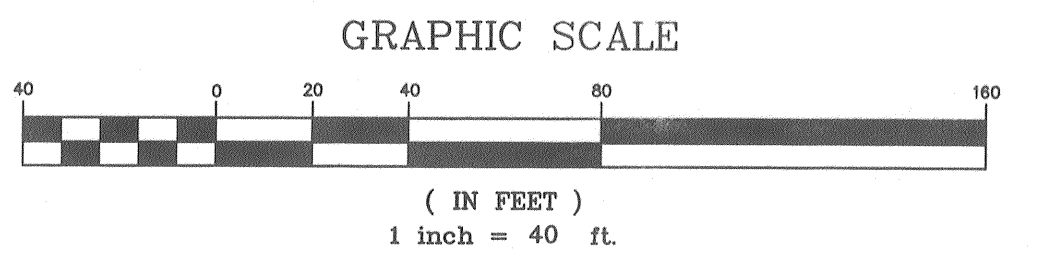 GRAPHIC SCALE
40 0 20 40 80 160
( IN FEET )
1 inch = 40 ft.